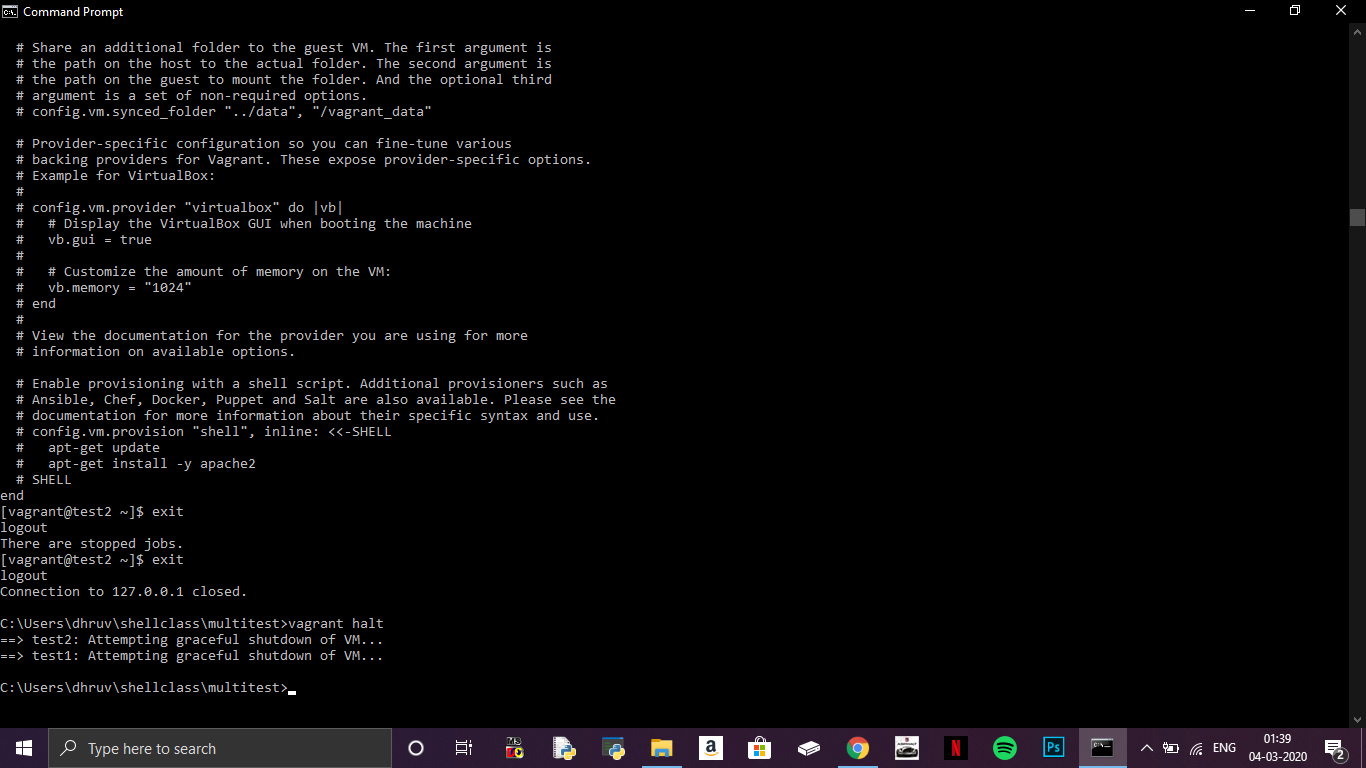 Command Prompt
# Share an additional folder to the guest VM. The first argument is
# the path on the host to the actual folder. The second argument is
# the path on the guest to mount the folder. And the optional third
# argument is a set of non-required options.
# config.vm.synced_folder "../data", "/vagrant_data"
# Provider-specific configuration so you can fine-tune various
# backing providers for Vagrant. These expose provider-specific options.
# Example for VirtualBox:
#
# config.vm.provider "virtualbox" do |vb|
#   # Display the VirtualBox GUI when booting the machine
#   vb.gui = true
#
#   # Customize the amount of memory on the VM:
#   vb.memory = "1024"
# end
#
# View the documentation for the provider you are using for more
# information on available options.
# Enable provisioning with a shell script. Additional provisioners such as
# Ansible, Chef, Docker, Puppet and Salt are also available. Please see the
# documentation for more information about their specific syntax and use.
# config.vm.provision "shell", inline: <<-SHELL
#   apt-get update
#   apt-get install -y apache2
# SHELL
end
[vagrant@test2 ~]$ exit
logout
There are stopped jobs.
[vagrant@test2 ~]$ exit
logout
Connection to 127.0.0.1 closed.
C:\Users\dhruv\shellclass\multitest>vagrant halt
==> test2: Attempting graceful shutdown of VM...
==> test1: Attempting graceful shutdown of VM...
C:\Users\dhruv\shellclass\multitest>
Type here to search
a
N
Ps
ENG
01:39
04-03-2020
2